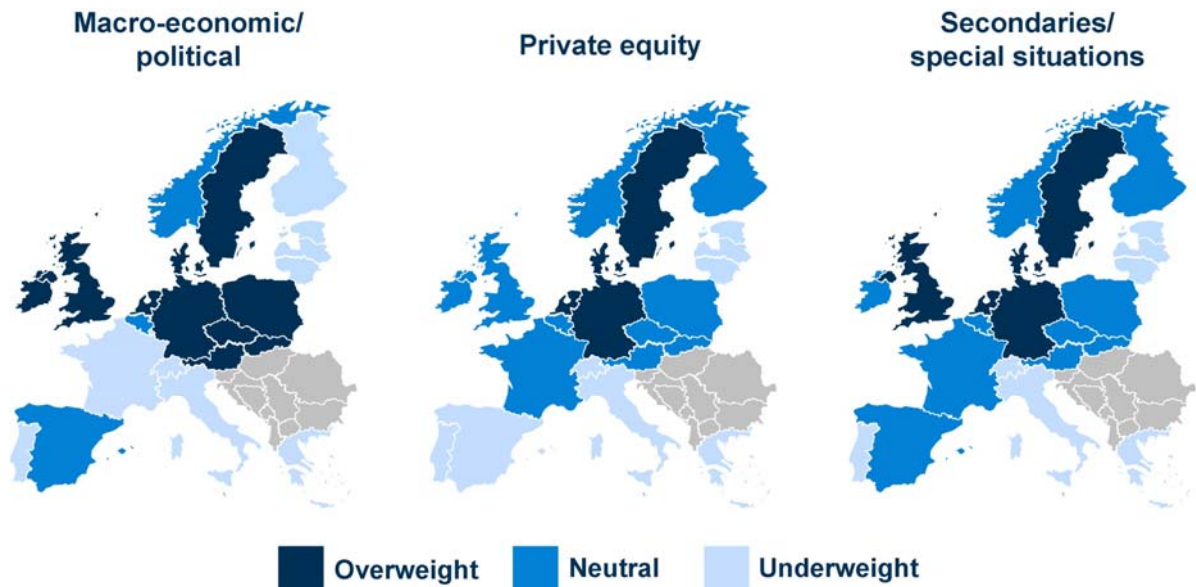 Macro-economic/
political
Private equity
Secondaries/
special situations
Overweight
Neutral
Underweight